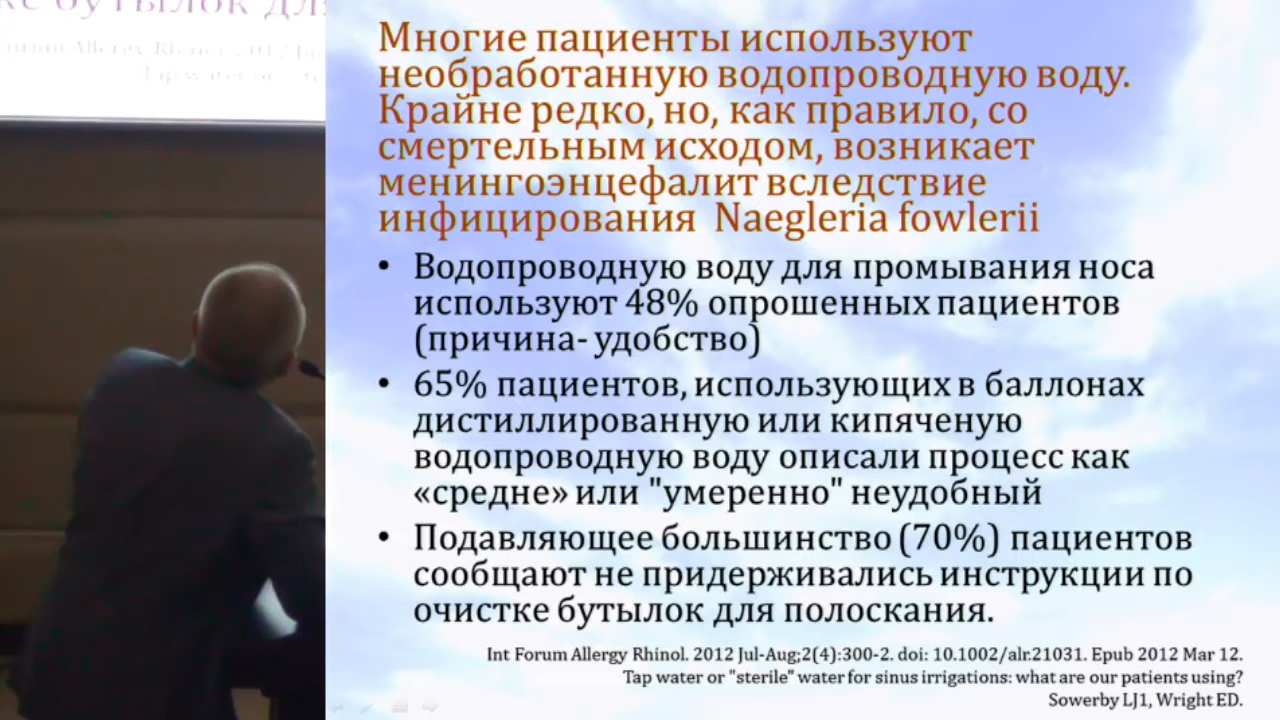 Многие пациенты используют
необработанную водопроводную воду.
Крайне редко, но, как правило, со
смертельным исходом, возникает
менингоэнцефалит вследствие
инфицирования Naegleria fowlerii
• Водопроводную воду для промывания носа
используют 48% опрошенных пациентов
(причина- удобство)
• 65% пациентов, использующих в баллонах
дистиллированную или кипяченую
водопроводную воду описали процесс как
«средне» или "умеренно" неудобный
• Подавляющее большинство (70%) пациентов
сообщают не придерживались инструкции по
очистке бутылок для полоскания.
Int Forum Allergy Rhinol. 2012 Jul-Aug;2(4):300-2. doi: 10.1002/alr.21031. Epub 2012 Mar 12.
Tap water or "sterile" water for sinus irrigations: what are our patients using?
Sowerby LJ1, Wright ED.